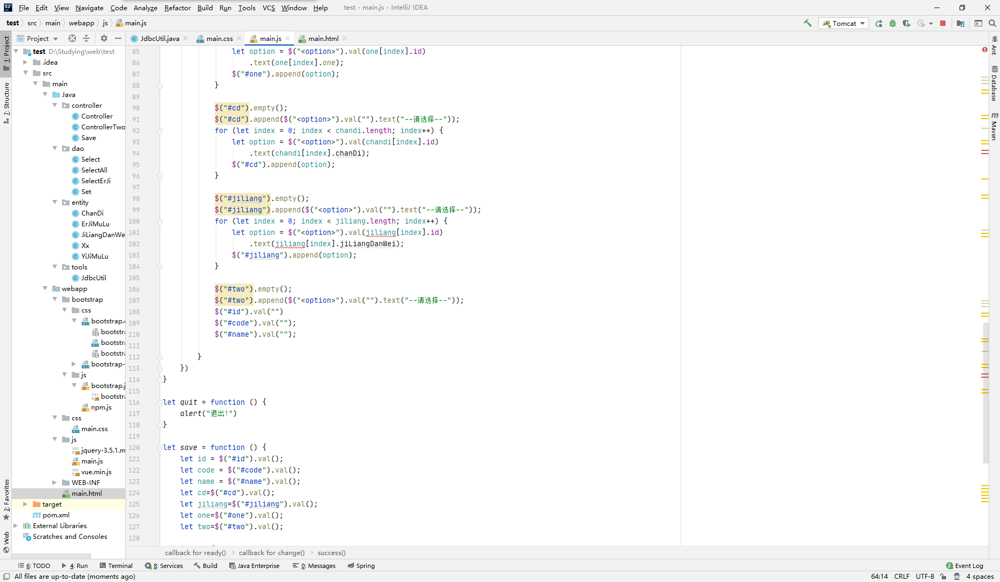 File Edit View Navigate Code Analyze Refactor Build Run Tools VCS Window Help test - main.js - IntelliJ IDEA
test src main webapp js main.js Tomcat
Project JdbcUtil.java main.css main.js main.html
1: Project
7: Structure
2: Favorites
Web
test D:\Studying\web\test
.idea
src
main
Java
controller
Controller
ControllerTwo
Save
dao
Select
SelectAll
SelectErJi
Set
entity
ChanDi
ErJiMuLu
JiLiangDanWe
Xx
YiJiMuLu
tools
JdbcUtil
webapp
bootstrap
css
bootstrap.
bootstra
bootstra
bootstra
bootstrap-
js
bootstrap.j
bootstra
npm.js
css
main.css
js
jquery-3.5.1.m
main.js
vue.min.js
WEB-INF
main.html
target
pom.xml
External Libraries
Scratches and Consoles
85 let option = $("<option>").val(one[index].id)
86 .text(one[index].one);
87 $("#one").append(option);
88 }
89
90 $("#cd").empty();
91 $("#cd").append($("<option>").val("").text("--请选择--"));
92 for (let index = 0; index < chandi.length; index++) {
93 let option = $("<option>").val(chandi[index].id)
94 .text(chandi[index].chanDi);
95 $("#cd").append(option);
96 }
97
98 $("#jiliang").empty();
99 $("#jiliang").append($("<option>").val("").text("--请选择--"));
100 for (let index = 0; index < jiliang.length; index++) {
101 let option = $("<option>").val(jiliang[index].id)
102 .text(jiliang[index].jiLiangDanWei);
103 $("#jiliang").append(option);
104 }
105
106 $("#two").empty();
107 $("#two").append($("<option>").val("").text("--请选择--"));
108 $("#id").val("")
109 $("#code").val("");
110 $("#name").val("");
111
112 }
113 })
114 }
115
116 let quit = function () {
117 alert("退出!")
118 }
119
120 let save = function () {
121 let id = $("#id").val();
122 let code = $("#code").val();
123 let name = $("#name").val();
124 let cd=$("#cd").val();
125 let jiliang=$("#jiliang").val();
126 let one=$("#one").val();
127 let two=$("#two").val();
128
callback for ready() callback for change() success()
Ant
Database
Maven
6: TODO 4: Run Terminal 8: Services Build Java Enterprise 0: Messages Spring 2 Event Log
All files are up-to-date (moments ago) 64:14 CRLF UTF-8 4 spaces